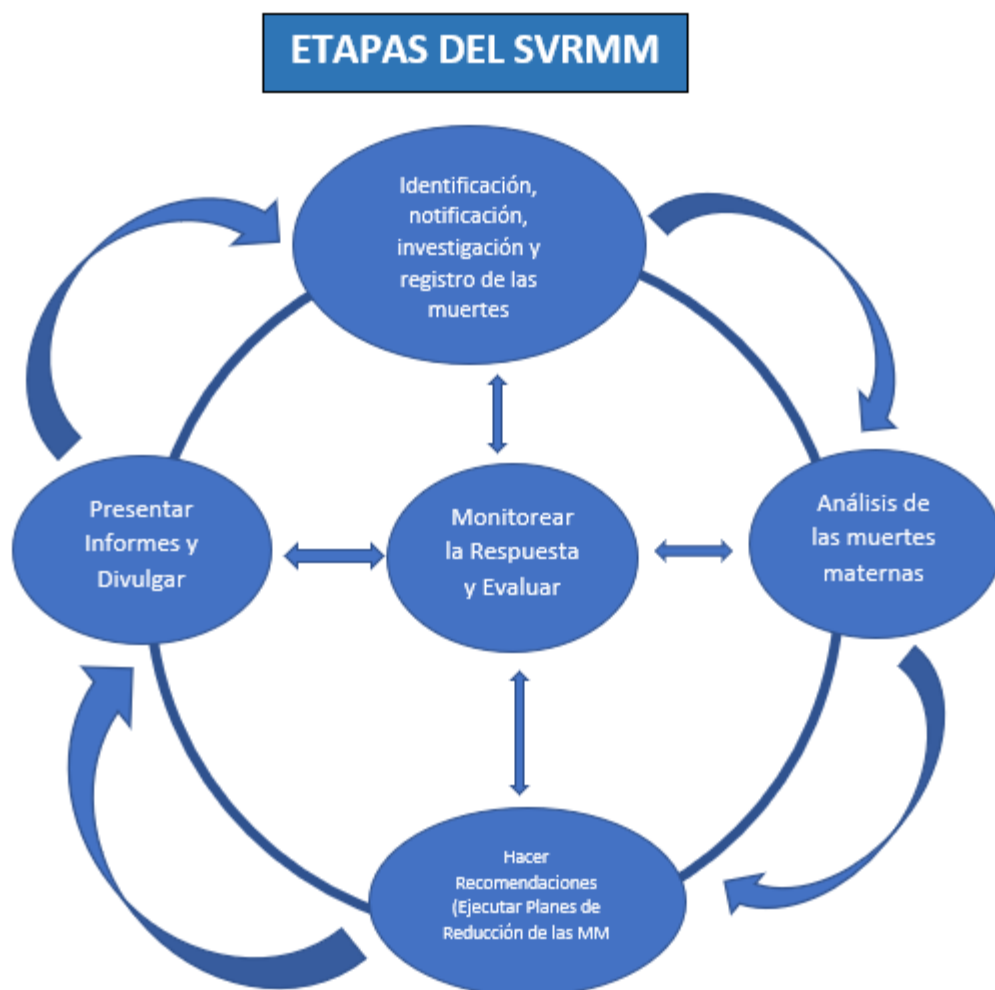 ETAPAS DEL SVRMM
Identificación,
notificación,
investigación y
registro de las
muertes
Presentar
Informes y
Divulgar
Monitorear
la Respuesta
y Evaluar
Análisis de
las muertes
maternas
Hacer
Recomendaciones
(Ejecutar Planes de
Reducción de las MM